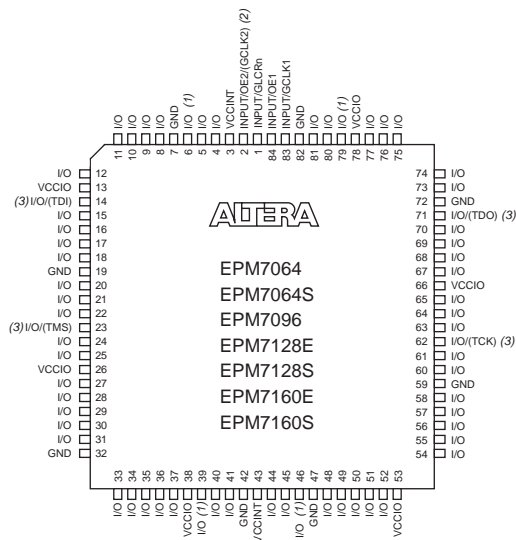 I/O
I/O
I/O
I/O
GND
I/O (1)
I/O
I/O
VCCINT
INPUT/OE2/(GCLK2) (2)
INPUT/GLCRn
INPUT/OE1
INPUT/GCLK1
GND
I/O
I/O
I/O (1)
VCCIO
I/O
I/O
I/O
11
10
9
8
7
6
5
4
3
2
1
84
83
82
81
80
79
78
77
76
75
I/O 12
VCCIO 13
(3) I/O/(TDI) 14
I/O 15
I/O 16
I/O 17
I/O 18
GND 19
I/O 20
I/O 21
I/O 22
(3) I/O/(TMS) 23
I/O 24
I/O 25
VCCIO 26
I/O 27
I/O 28
I/O 29
I/O 30
I/O 31
GND 32
ALTERA
EPM7064
EPM7064S
EPM7096
EPM7128E
EPM7128S
EPM7160E
EPM7160S
74 I/O
73 I/O
72 GND
71 I/O/(TDO) (3)
70 I/O
69 I/O
68 I/O
67 I/O
66 VCCIO
65 I/O
64 I/O
63 I/O
62 I/O/(TCK) (3)
61 I/O
60 I/O
59 GND
58 I/O
57 I/O
56 I/O
55 I/O
54 I/O
33
34
35
36
37
38
39
40
41
42
43
44
45
46
47
48
49
50
51
52
53
I/O
I/O
I/O
I/O
I/O
VCCIO
I/O (1)
I/O
I/O
GND
VCCINT
I/O
I/O
I/O (1)
GND
I/O
I/O
I/O
I/O
I/O
VCCIO